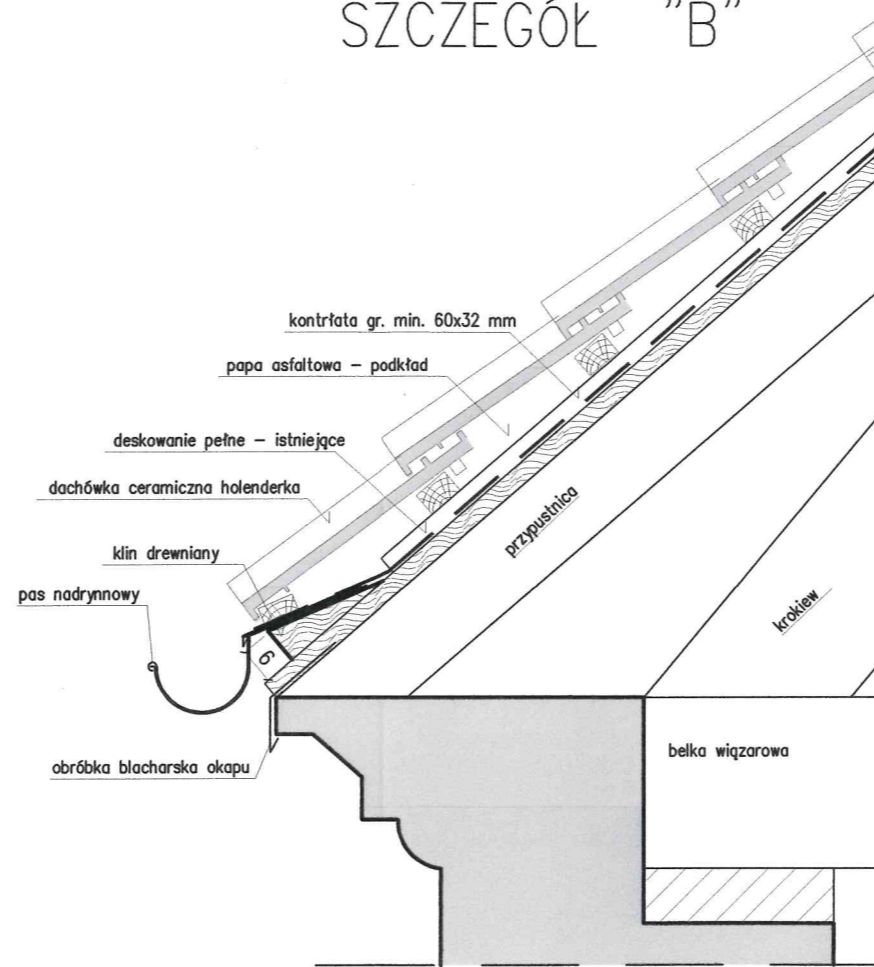 SZCZEGÓŁ "B"
kontrłata gr. min. 60x32 mm
papa asfaltowa – podkład
deskowanie pełne – istniejące
dachówka ceramiczna holenderka
klin drewniany
pas nadrynnowy
przypustnica
krokiew
6
belka wiązarowa
obróbka blacharska okapu